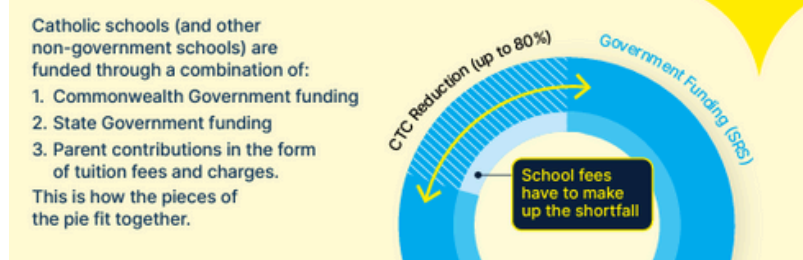 Catholic schools (and other
non-government schools) are
funded through a combination of:
1. Commonwealth Government funding
2. State Government funding
3. Parent contributions in the form
of tuition fees and charges.
This is how the pieces of
the pie fit together.
CTC Reduction (up to 80%)
Government Funding (SRS)
School fees
have to make
up the shortfall